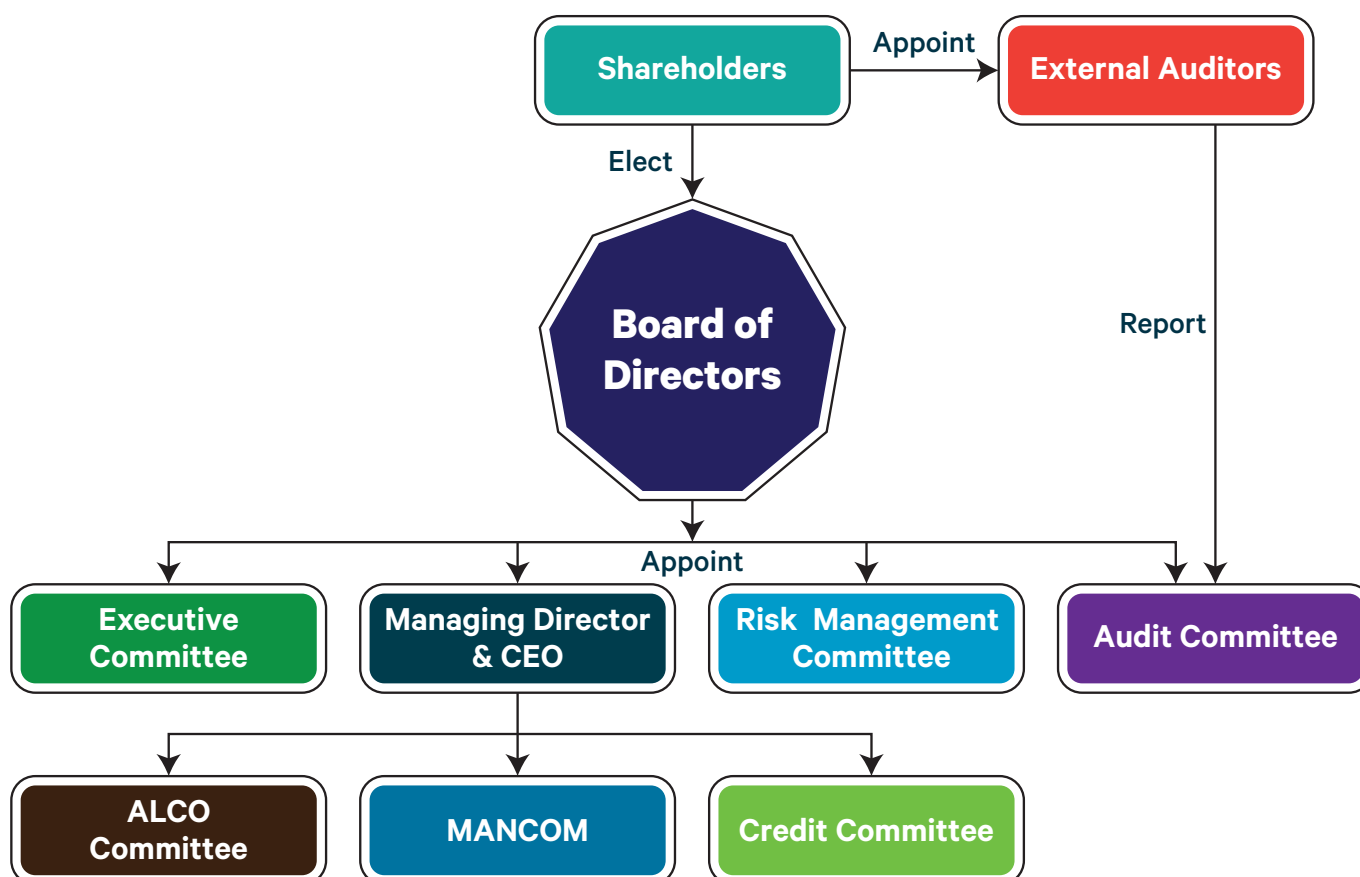 Shareholders
Appoint
External Auditors
Elect
Board of
Directors
Report
Appoint
Executive
Committee
Managing Director
& CEO
Risk Management
Committee
Audit Committee
ALCO
Committee
MANCOM
Credit Committee